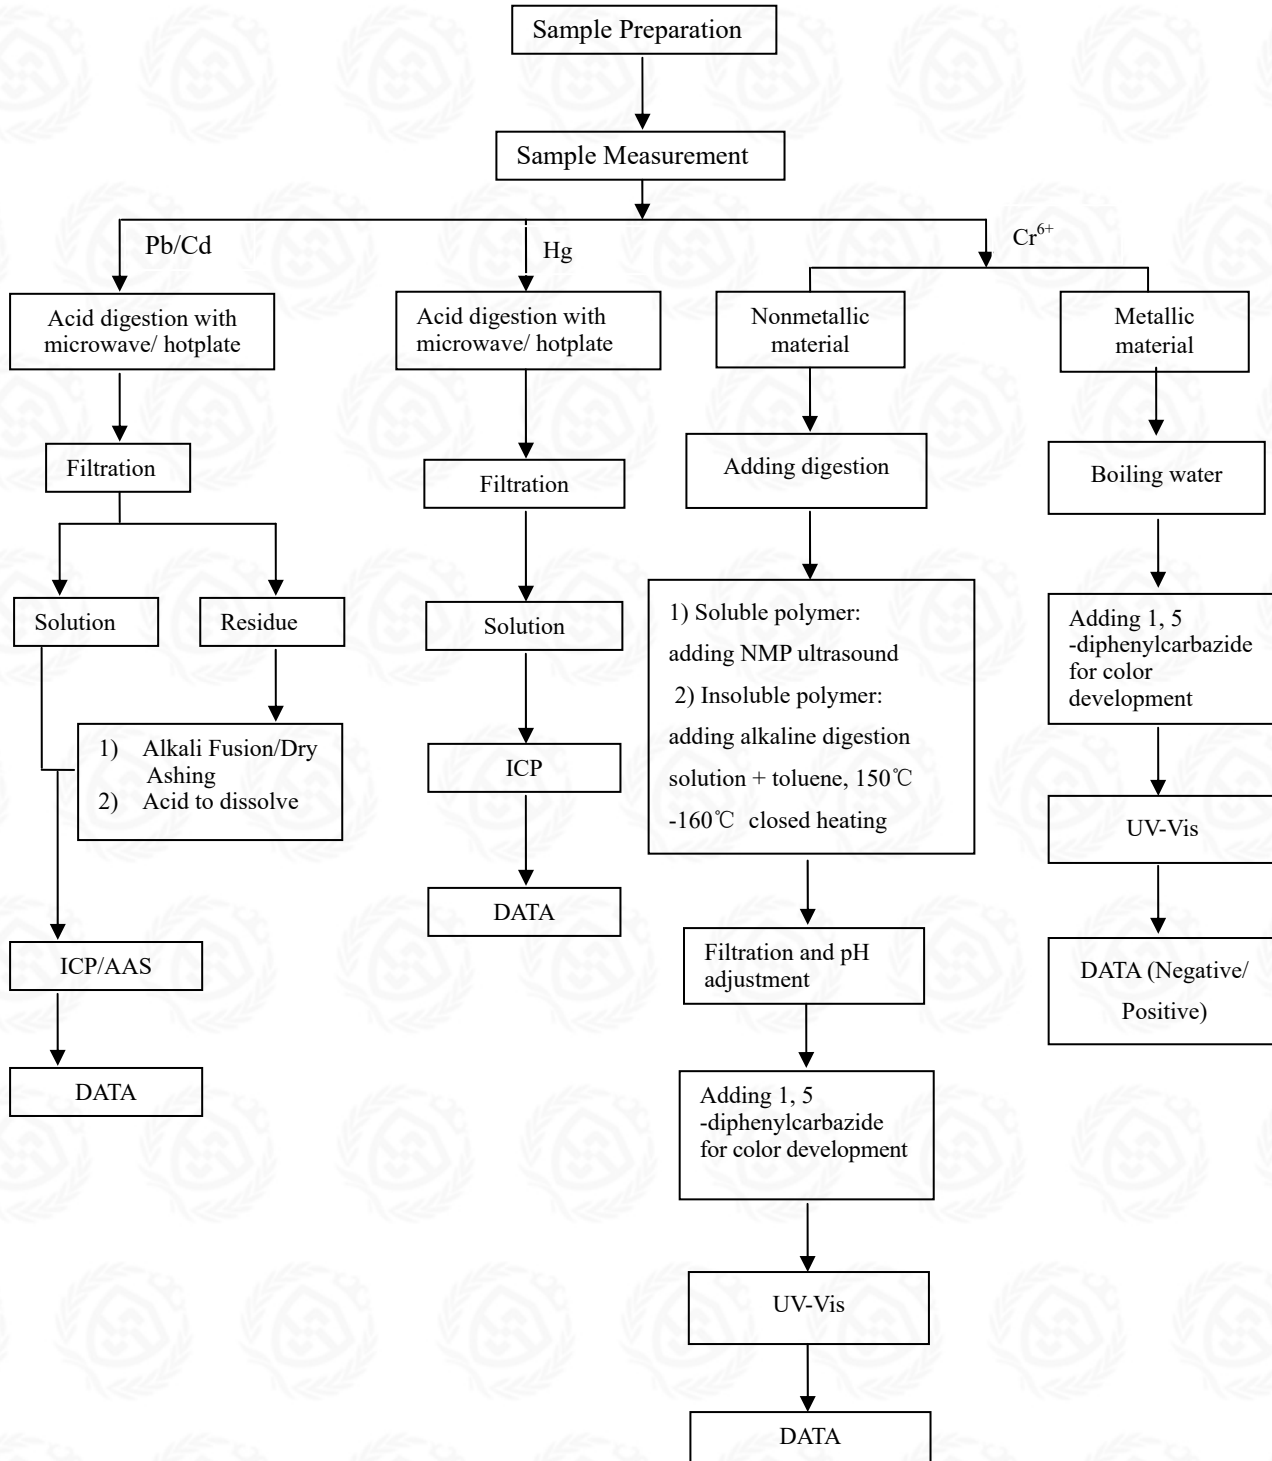 Sample Preparation
Sample Measurement
Pb/Cd
Hg
Cr⁶⁺
Acid digestion with
microwave/ hotplate
Filtration
Solution
Residue
1) Alkali Fusion/Dry
Ashing
2) Acid to dissolve
ICP/AAS
DATA
Acid digestion with
microwave/ hotplate
Filtration
Solution
ICP
DATA
Nonmetallic
material
Adding digestion
1) Soluble polymer:
adding NMP ultrasound
2) Insoluble polymer:
adding alkaline digestion
solution + toluene, 150℃
-160℃ closed heating
Filtration and pH
adjustment
Adding 1, 5
-diphenylcarbazide
for color development
UV-Vis
DATA
Metallic
material
Boiling water
Adding 1, 5
-diphenylcarbazide
for color
development
UV-Vis
DATA (Negative/
Positive)